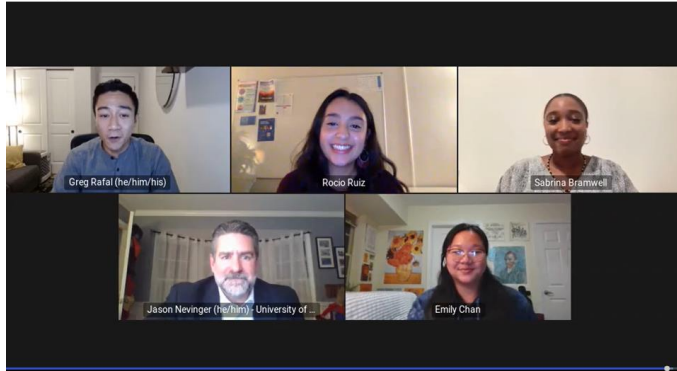 Greg Rafal (he/him/his)
Rocio Ruiz
Sabrina Bramwell
Jason Nevinger (he/him) - University of ...
Emily Chan